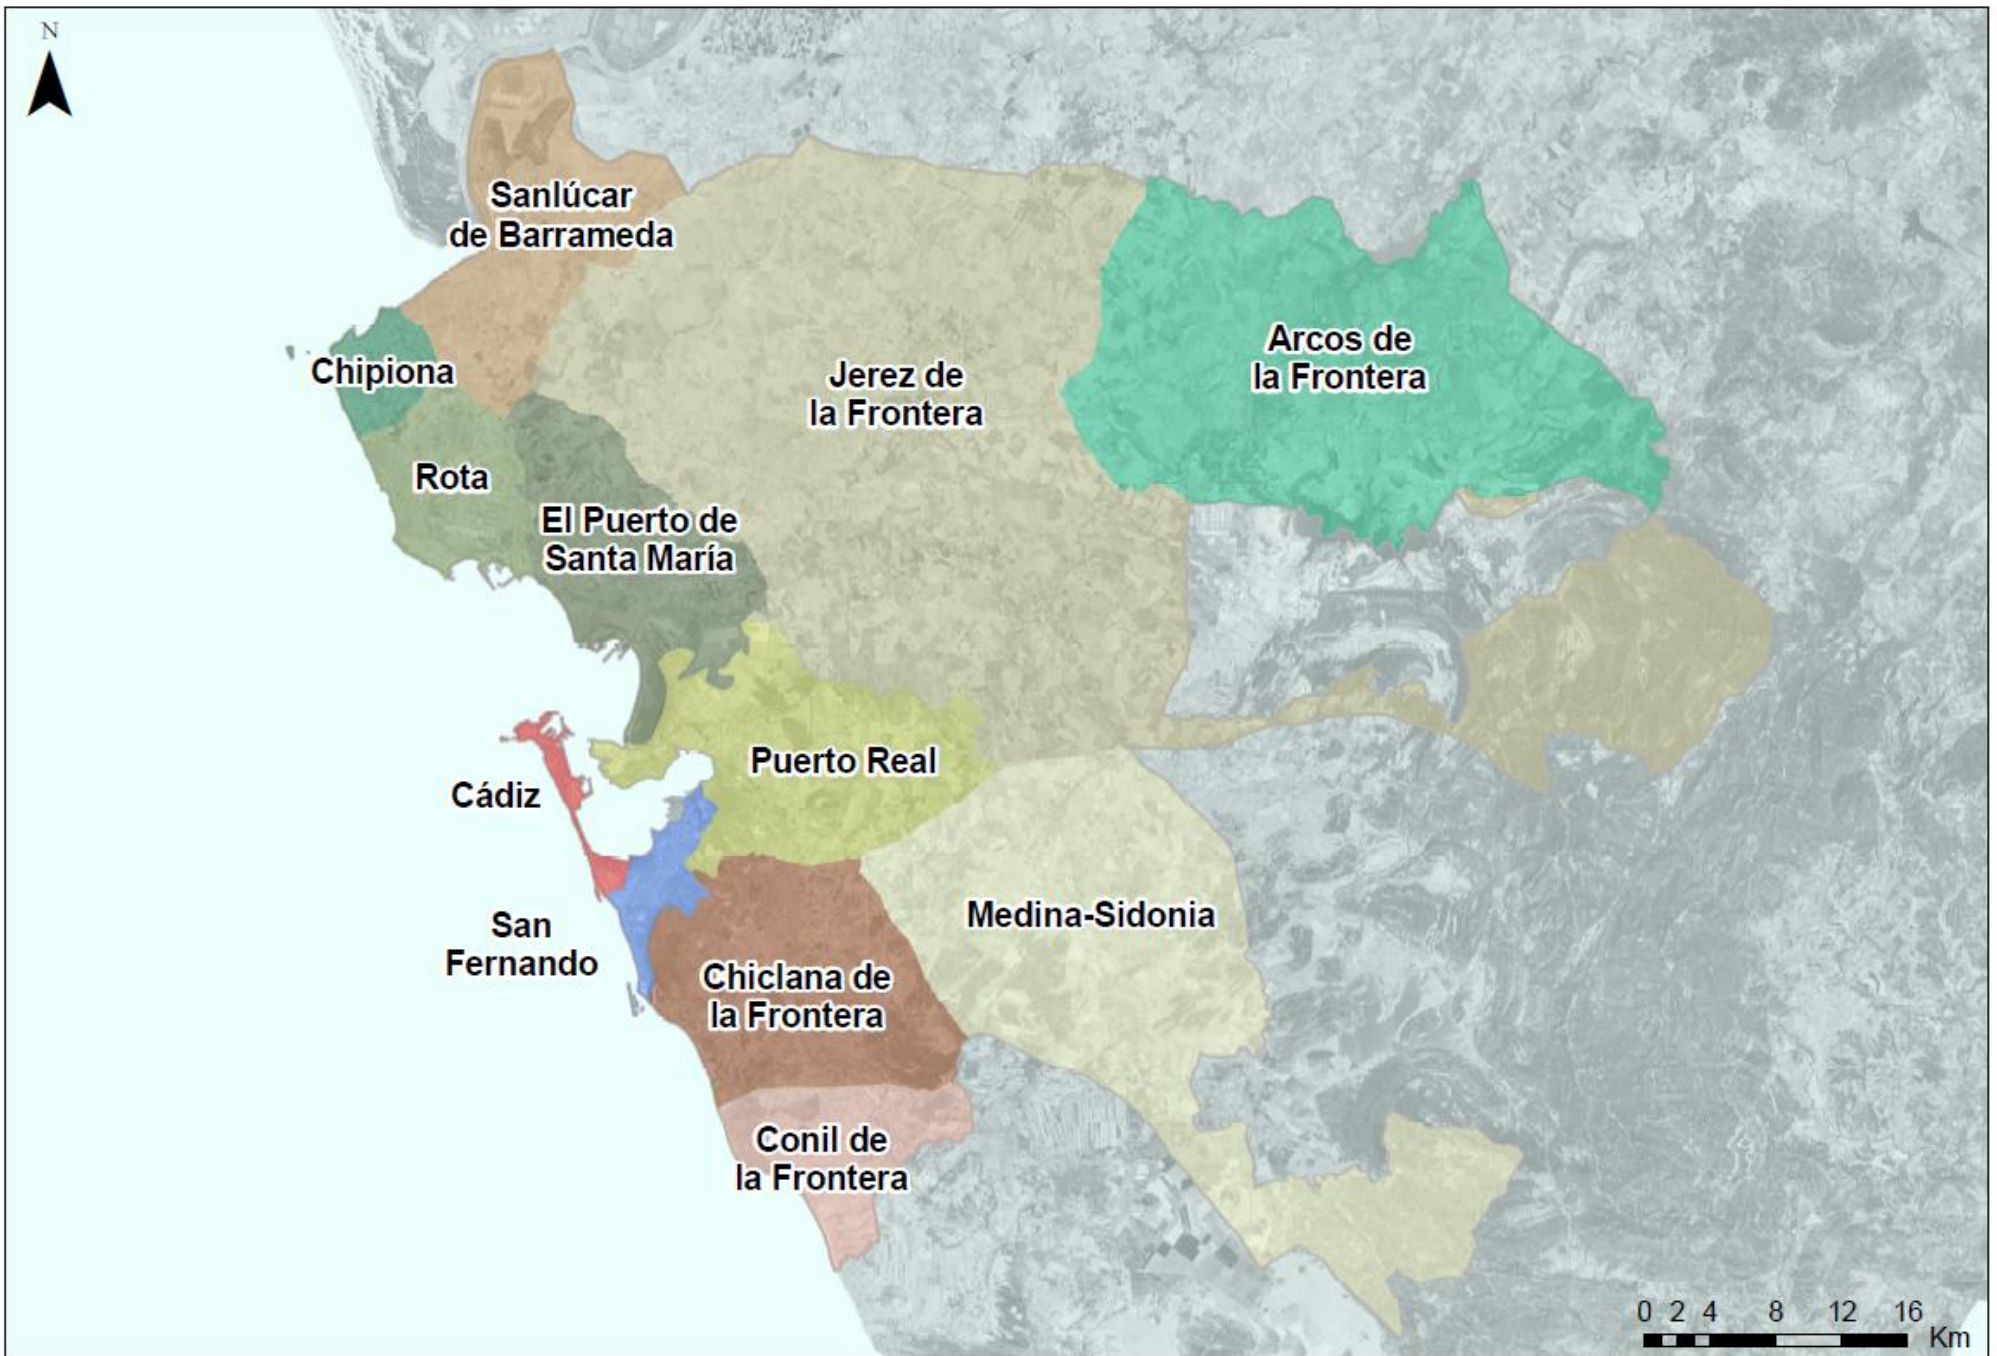 N
Sanlúcar
de Barrameda
Chipiona
Jerez de
la Frontera
Arcos de
la Frontera
Rota
El Puerto de
Santa María
Puerto Real
Cádiz
San
Fernando
Medina-Sidonia
Chiclana de
la Frontera
Conil de
la Frontera
0 2 4 8 12 16
Km